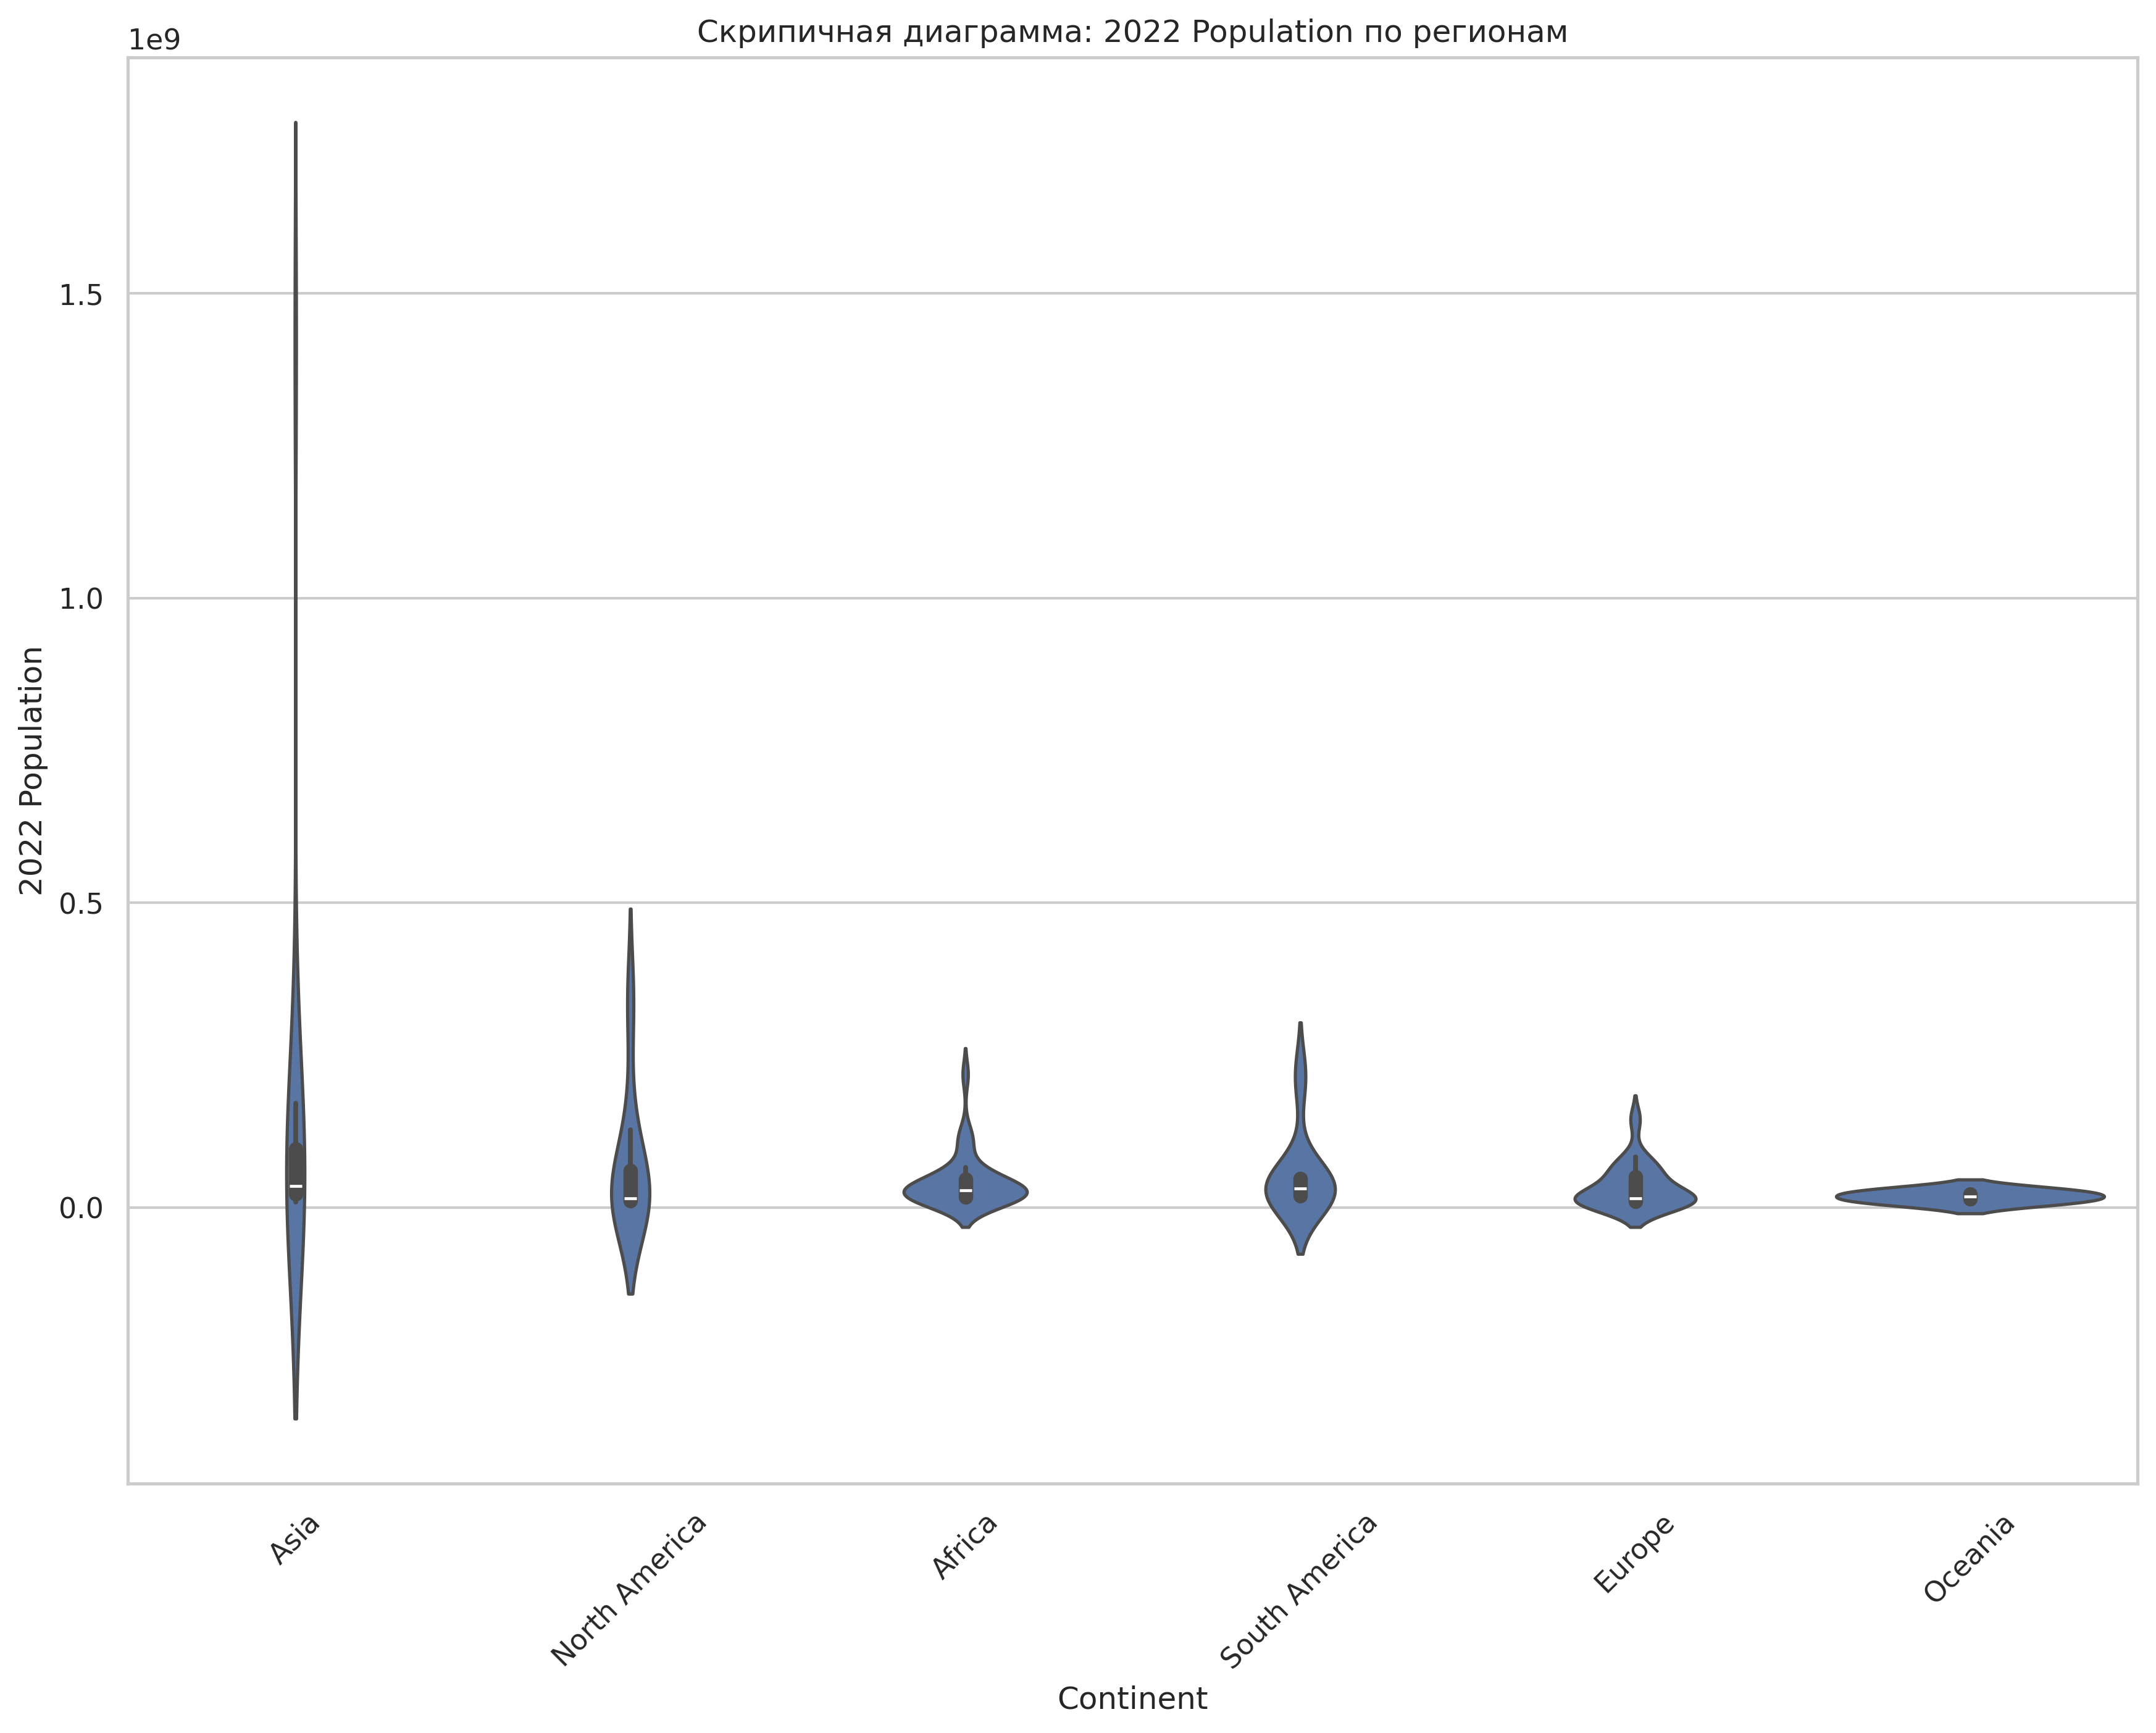 Скрипичная диаграмма: 2022 Population по регионам
1e9
1.5
1.0
0.5
0.0
2022 Population
Asia
North America
Africa
South America
Europe
Oceania
Continent